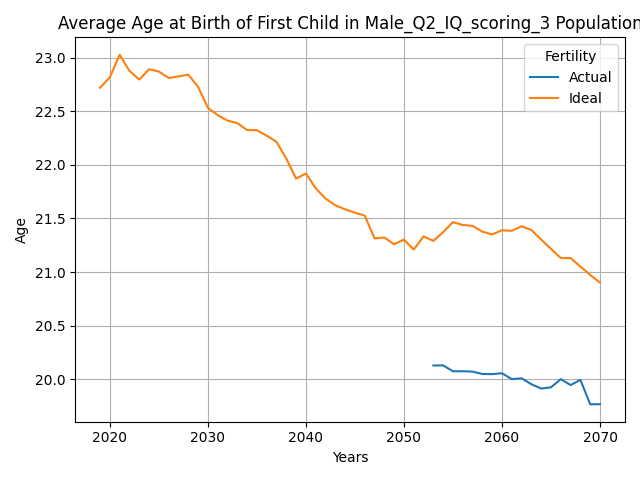 Average Age at Birth of First Child in Male_Q2_IQ_scoring_3 Population
Fertility
Actual
Ideal
Age
23.0
22.5
22.0
21.5
21.0
20.5
20.0
2020
2030
2040
2050
2060
2070
Years